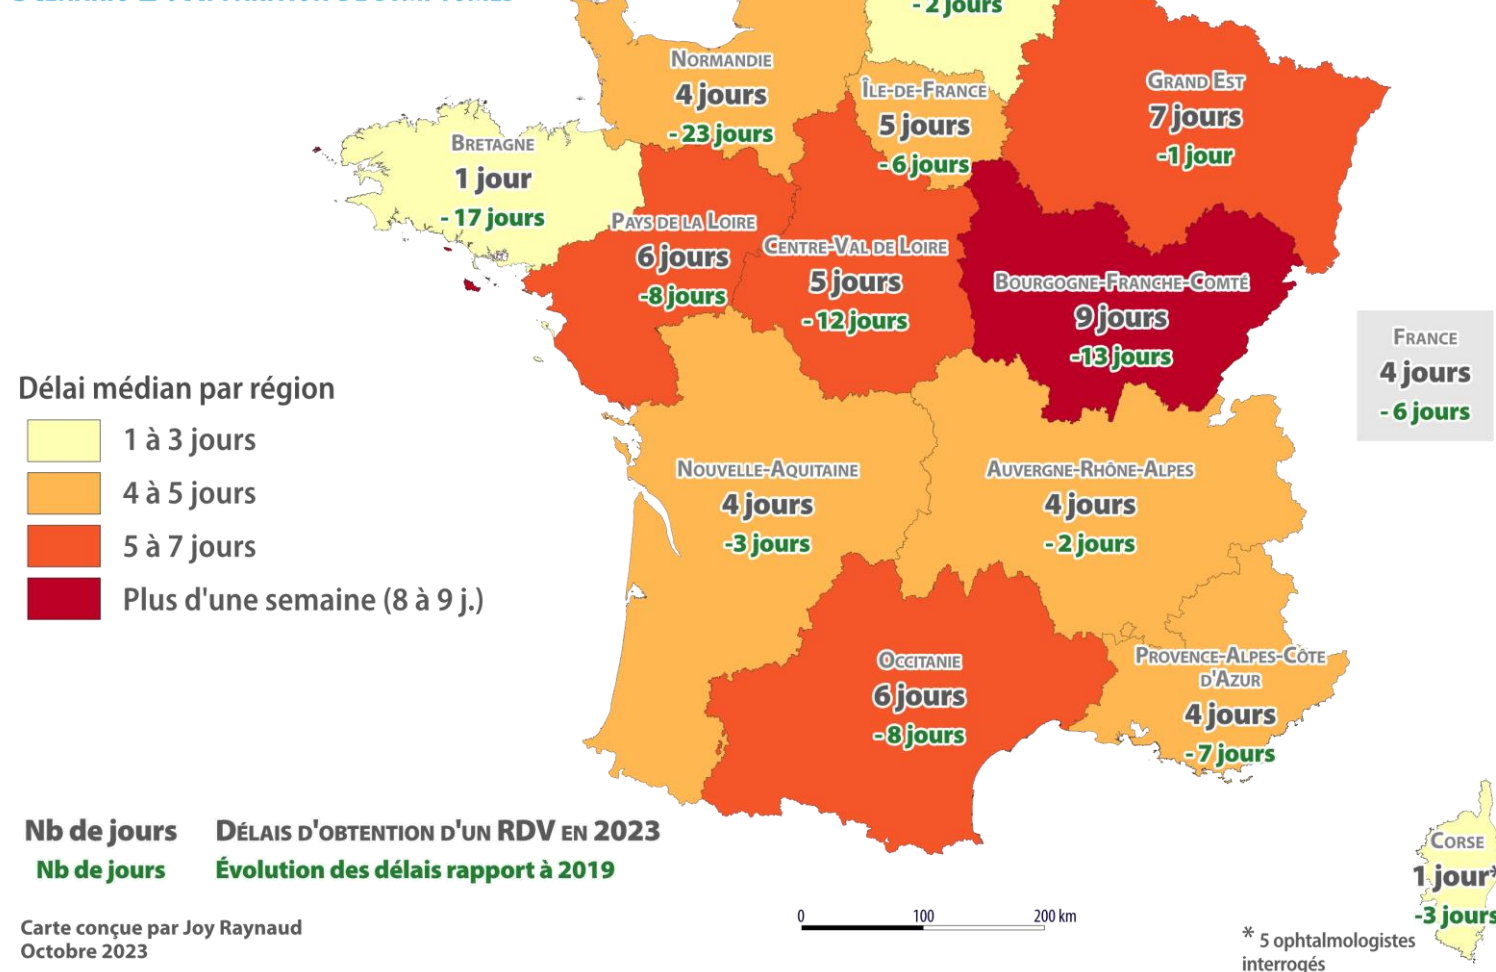 - 2 jours
NORMANDIE
4 jours
- 23 jours
ÎLE-DE-FRANCE
5 jours
- 6 jours
GRAND EST
7 jours
-1 jour
BRETAGNE
1 jour
- 17 jours
PAYS DE LA LOIRE
6 jours
-8 jours
CENTRE-VAL DE LOIRE
5 jours
- 12 jours
BOURGOGNE-FRANCHE-COMTÉ
9 jours
-13 jours
FRANCE
4 jours
- 6 jours
Délai médian par région
1 à 3 jours
4 à 5 jours
5 à 7 jours
Plus d'une semaine (8 à 9 j.)
NOUVELLE-AQUITAINE
4 jours
-3 jours
AUVERGNE-RHÔNE-ALPES
4 jours
- 2 jours
OCCITANIE
6 jours
- 8 jours
PROVENCE-ALPES-CÔTE
D'AZUR
4 jours
- 7 jours
Nb de jours DÉLAIS D'OBTENTION D'UN RDV EN 2023
Nb de jours Évolution des délais rapport à 2019
CORSE
1 jour*
-3 jours
Carte conçue par Joy Raynaud
Octobre 2023
0 100 200 km
* 5 ophtalmologistes
interrogés